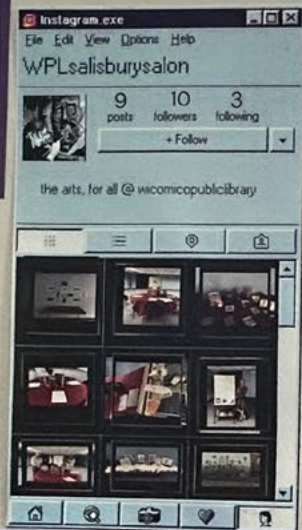 Instagram.exe
File Edit View Options Help
WPLsalisburysalon
9 10 3
posts followers following
+ Follow
the arts, for all @ wicomicopubliclibrary